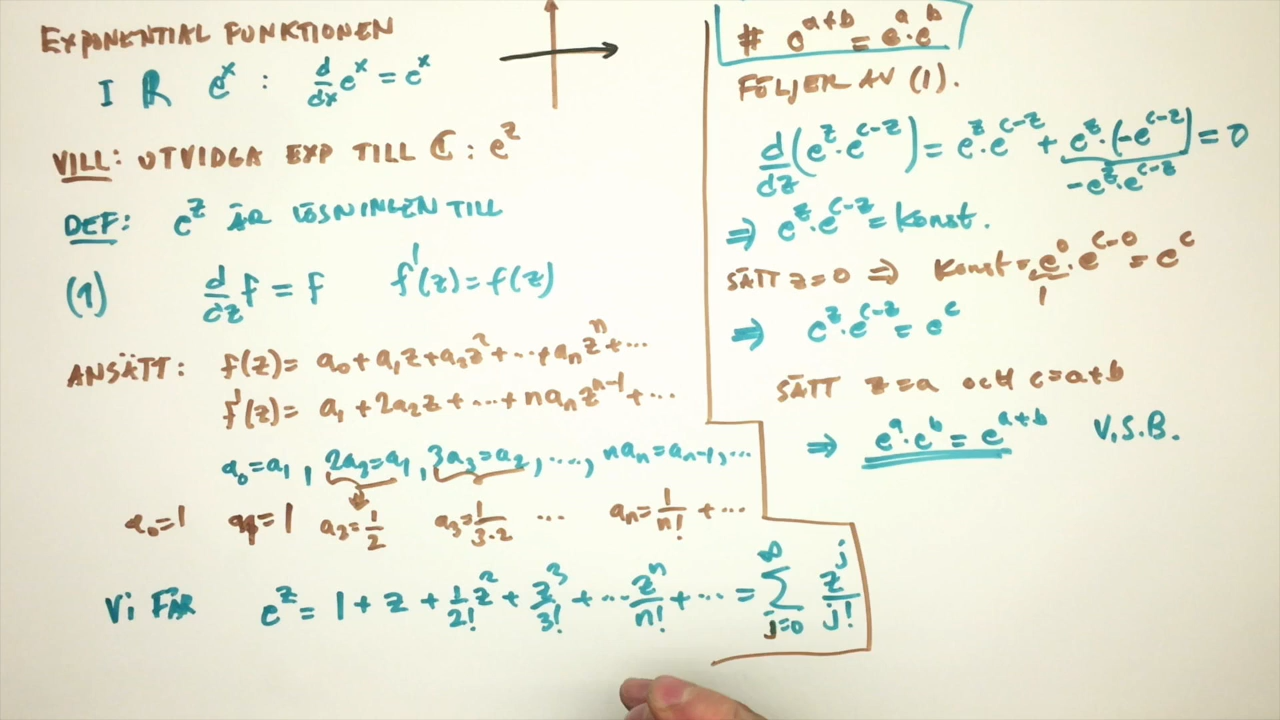 EXPONENTIAL FUNKTIONEN
I R e^x : d/dx e^x = e^x
VILL: UTVIDGA EXP TILL ℂ : e^z
DEF: e^z ÄR LÖSNINGEN TILL
(1) d/dz f = f f'(z) = f(z)
ANSÄTT: f(z) = a₀ + a₁z + a₂z² + ... + aₙzⁿ + ...
f'(z) = a₁ + 2a₂z + ... + naₙz^{n-1} + ...
a₀ = a₁, 2a₂ = a₁, 3a₃ = a₂, ..., naₙ = aₙ₋₁, ...
a₀ = 1 a₁ = 1 a₂ = 1/2 a₃ = 1/3·2 ... aₙ = 1/n! + ...
Vi FÅR e^z = 1 + z + 1/2! z² + z³/3! + ... zⁿ/n! + ... = ∑_{j=0}^∞ z^j/j!
# e^{a+b} = e^a · e^b
FÖLJER AV (1).
d/dz (e^z · e^{c-z}) = e^z · e^{c-z} + e^z · (-e^{c-z}) = 0
-e^z · e^{c-z}
⇒ e^z · e^{c-z} = konst.
SÄTT z=0 ⇒ konst = e^0 · e^{c-0} = e^c
1
⇒ e^z · e^{c-z} = e^c
SÄTT z=a OCH c=a+b
⇒ e^a · e^b = e^{a+b} V.S.B.